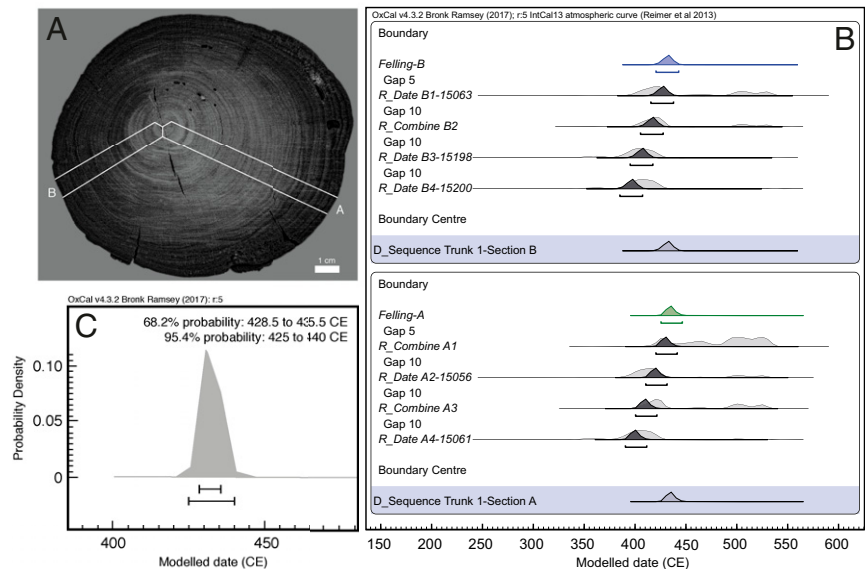 A
B
A
1 cm
OxCal v4.3.2 Bronk Ramsey (2017): r:5
C
68.2% probability: 428.5 to 435.5 CE
95.4% probability: 425 to 440 CE
Probability Density
0.10
0.05
0
400
450
Modelled date (CE)
OxCal v4.3.2 Bronk Ramsey (2017); r:5 IntCal13 atmospheric curve (Reimer et al 2013)
B
Boundary
Felling-B
Gap 5
R_Date B1-15063
Gap 10
R_Combine B2
Gap 10
R_Date B3-15198
Gap 10
R_Date B4-15200
Boundary Centre
D_Sequence Trunk 1-Section B
Boundary
Felling-A
Gap 5
R_Combine A1
Gap 10
R_Date A2-15056
Gap 10
R_Combine A3
Gap 10
R_Date A4-15061
Boundary Centre
D_Sequence Trunk 1-Section A
150 200 250 300 350 400 450 500 550 600
Modelled date (CE)